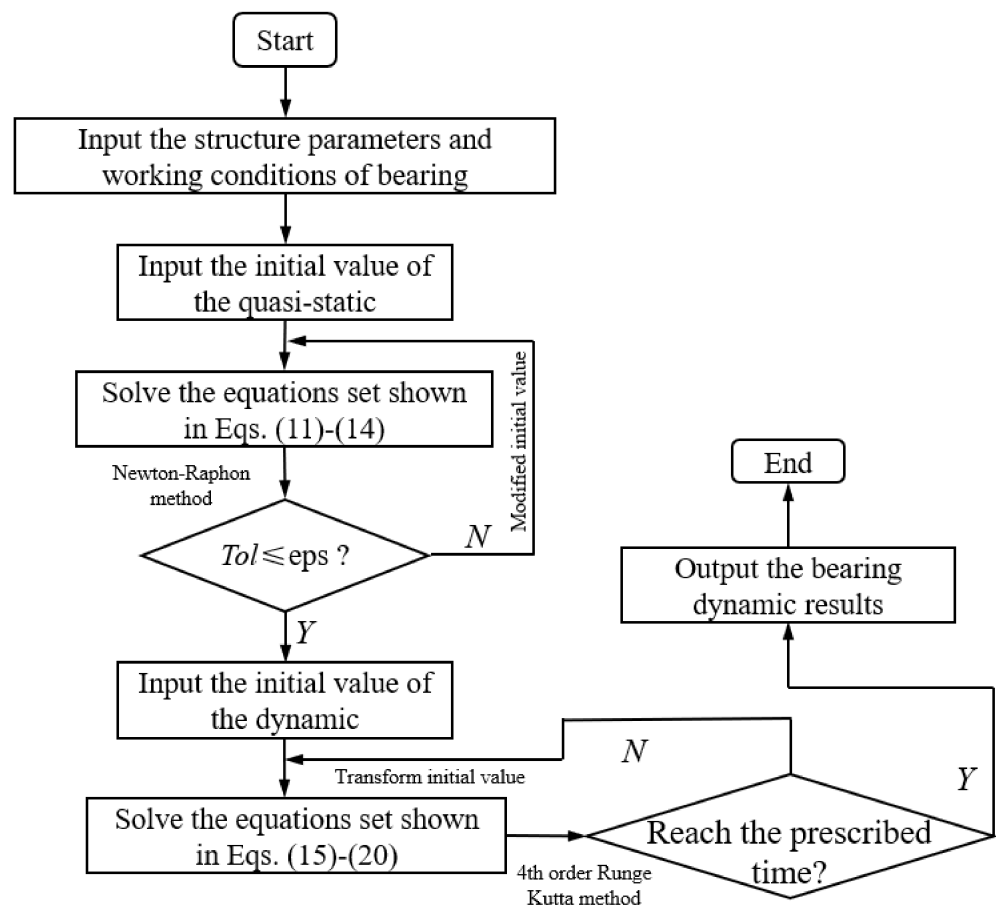 Start
Input the structure parameters and
working conditions of bearing
Input the initial value of
the quasi-static
Solve the equations set shown
in Eqs. (11)-(14)
Newton-Raphon
method
Modified initial value
Tol≤eps ?
N
Y
Input the initial value of
the dynamic
Transform initial value
Solve the equations set shown
in Eqs. (15)-(20)
4th order Runge
Kutta method
Reach the prescribed
time?
N
Y
Output the bearing
dynamic results
End